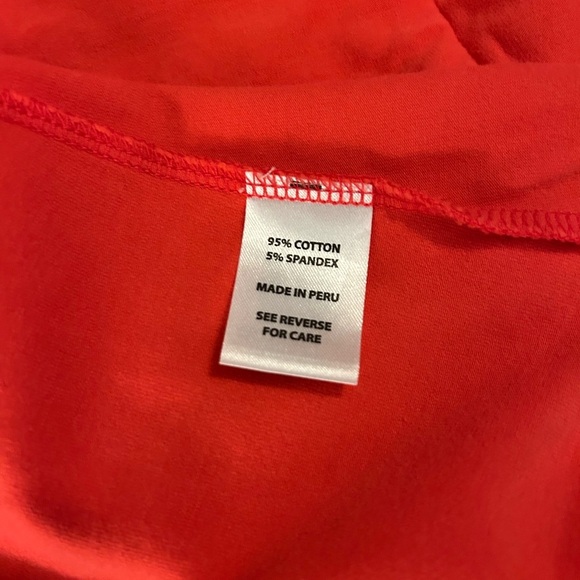 95% COTTON
5% SPANDEX
MADE IN PERU
SEE REVERSE
FOR CARE